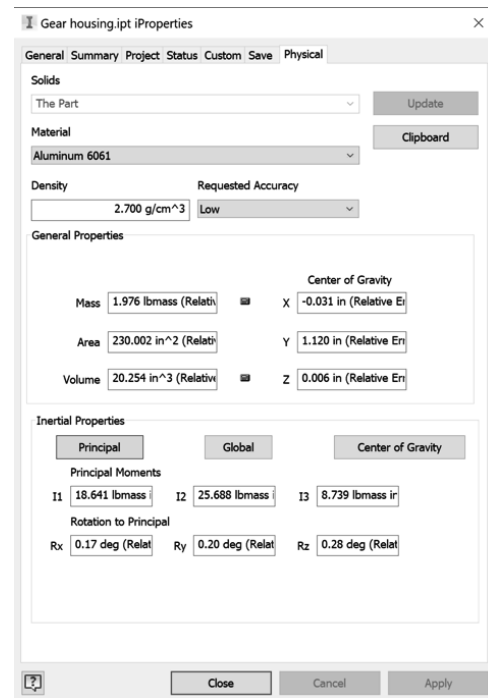 Gear housing.ipt iProperties
General Summary Project Status Custom Save Physical
Solids
The Part Update
Material Clipboard
Aluminum 6061
Density Requested Accuracy
2.700 g/cm^3 Low
General Properties
Center of Gravity
Mass 1.976 lbmass (Relativ X -0.031 in (Relative Er
Area 230.002 in^2 (Relati Y 1.120 in (Relative Err
Volume 20.254 in^3 (Relative Z 0.006 in (Relative Err
Inertial Properties
Principal Global Center of Gravity
Principal Moments
I1 18.641 lbmass i I2 25.688 lbmass i I3 8.739 lbmass ir
Rotation to Principal
Rx 0.17 deg (Relat Ry 0.20 deg (Relat Rz 0.28 deg (Relat
? Close Cancel Apply